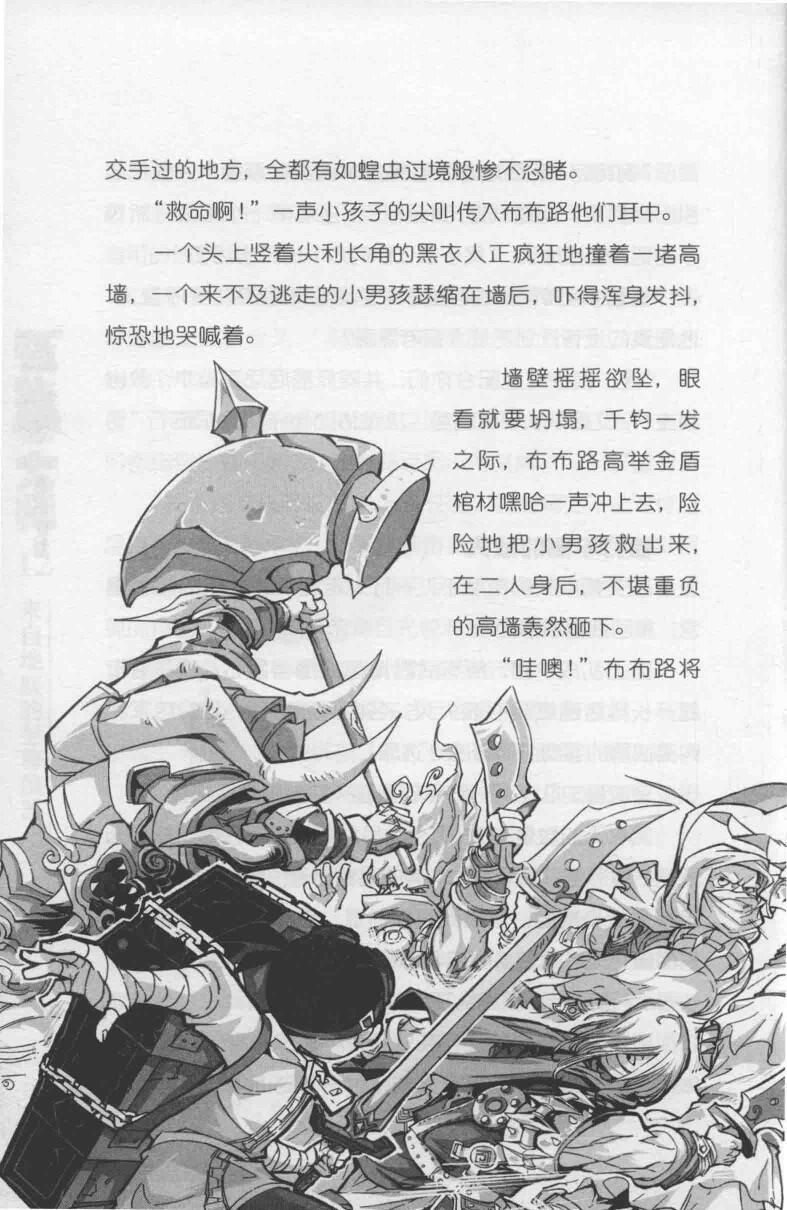 交手过的地方，全都有如蝗虫过境般惨不忍睹。
“救命啊！”一声小孩子的尖叫传入布布路他们耳中。
一个头上竖着尖利长角的黑衣人正疯狂地撞着一堵高
墙，一个来不及逃走的小男孩瑟缩在墙后，吓得浑身发抖，
惊恐地哭喊着。
墙壁摇摇欲坠，眼
看就要坍塌，千钧一发
之际，布布路高举金盾
棺材嘿哈一声冲上去，险
险地把小男孩救出来，
在一人身后，不堪重负
的高墙轰然砸下。
“哇噢！”布布路将